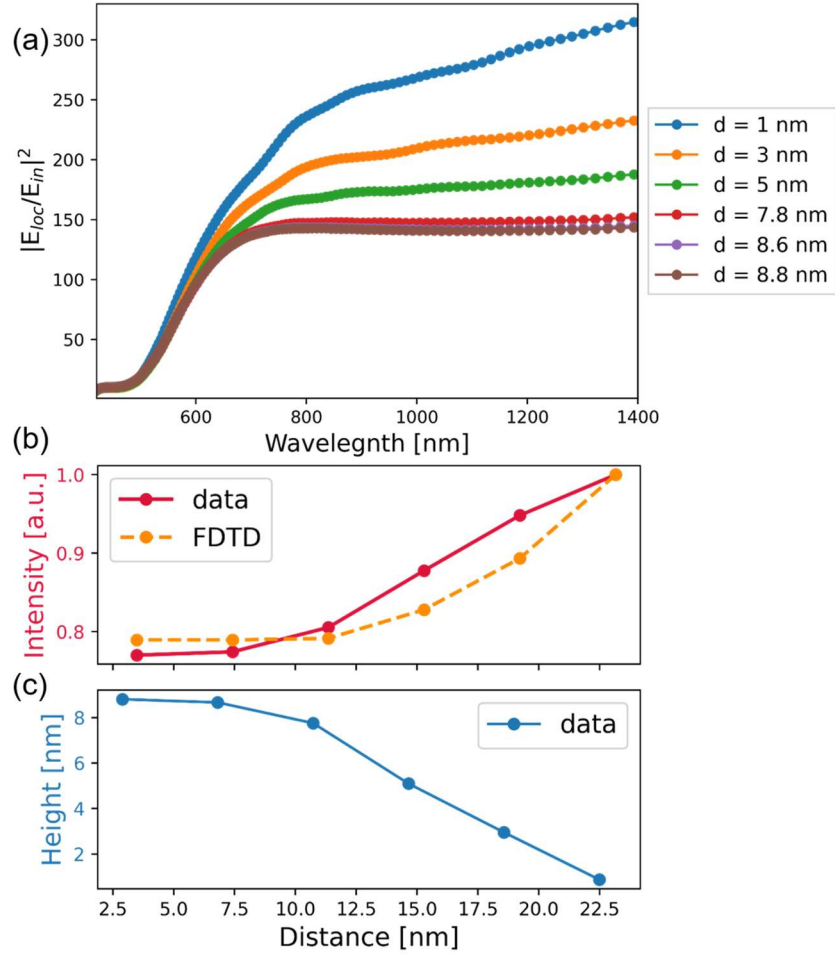 (a)
|E_loc/E_in|^2
300
250
200
150
100
50
600 800 1000 1200 1400
Wavelegnth [nm]
d = 1 nm
d = 3 nm
d = 5 nm
d = 7.8 nm
d = 8.6 nm
d = 8.8 nm
(b)
Intensity [a.u.]
1.0
0.9
0.8
data
FDTD
(c)
Height [nm]
8
6
4
2
data
2.5 5.0 7.5 10.0 12.5 15.0 17.5 20.0 22.5
Distance [nm]